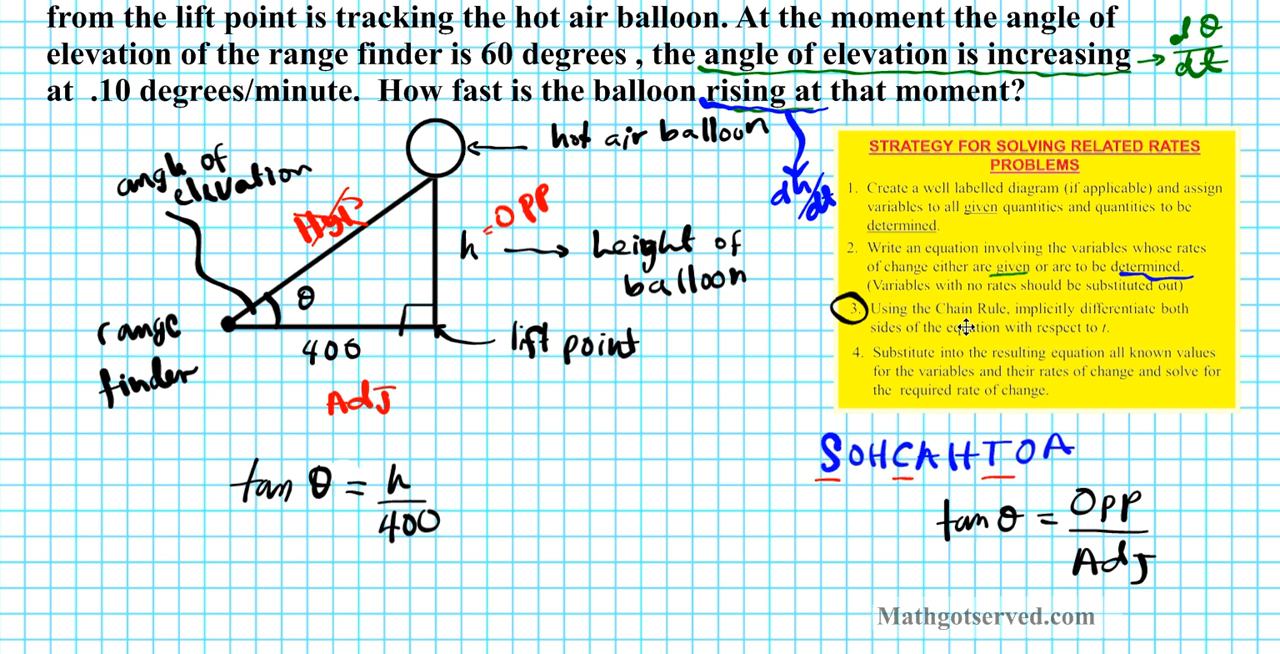 from the lift point is tracking the hot air balloon. At the moment the angle of
elevation of the range finder is 60 degrees , the angle of elevation is increasing → dθ/dt
at .10 degrees/minute. How fast is the balloon rising at that moment?
hot air balloon
dh/dt
angle of
elevation
Hyp
h = OPP
height of
balloon
θ
range
finder
400
lift point
Adj
STRATEGY FOR SOLVING RELATED RATES
PROBLEMS
1. Create a well labelled diagram (if applicable) and assign
variables to all given quantities and quantities to be
determined.
2. Write an equation involving the variables whose rates
of change either are given or are to be determined.
(Variables with no rates should be substituted out)
3. Using the Chain Rule, implicitly differentiate both
sides of the equation with respect to t.
4. Substitute into the resulting equation all known values
for the variables and their rates of change and solve for
the required rate of change.
SOHCAHTOA
tan θ = h/400
tan θ = Opp/Adj
Mathgotserved.com